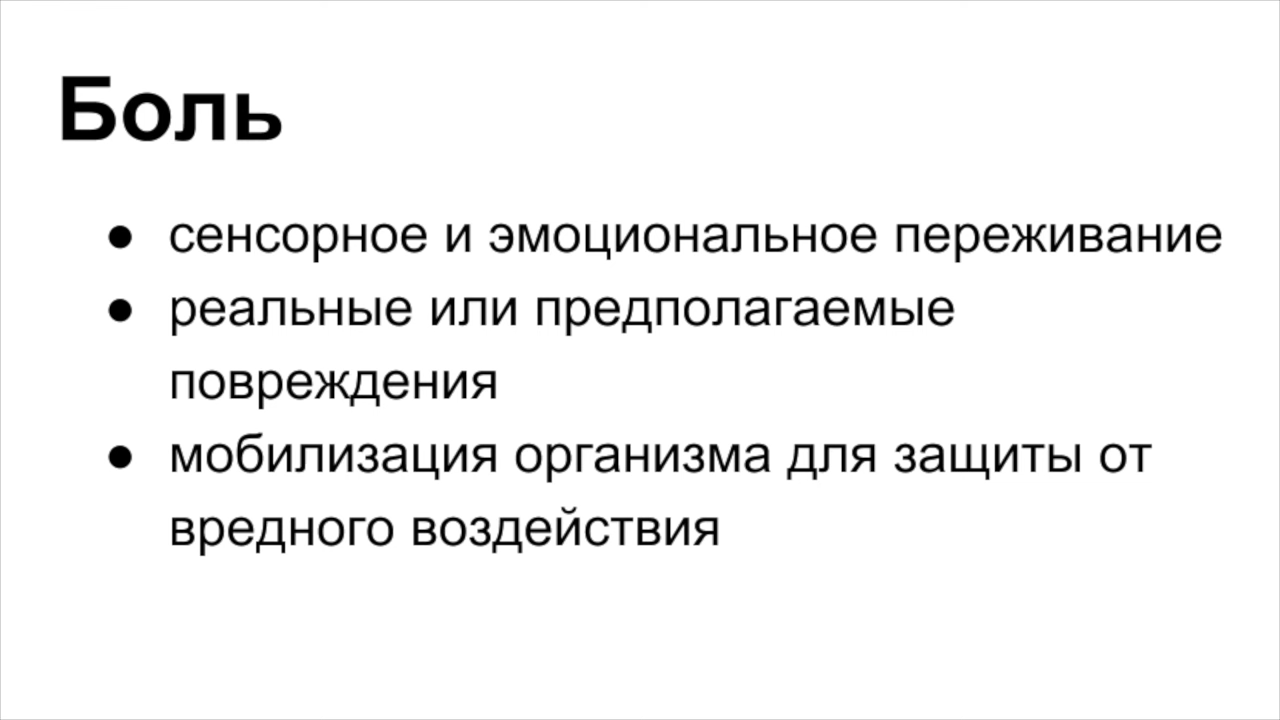 Боль
● сенсорное и эмоциональное переживание
● реальные или предполагаемые
повреждения
● мобилизация организма для защиты от
вредного воздействия